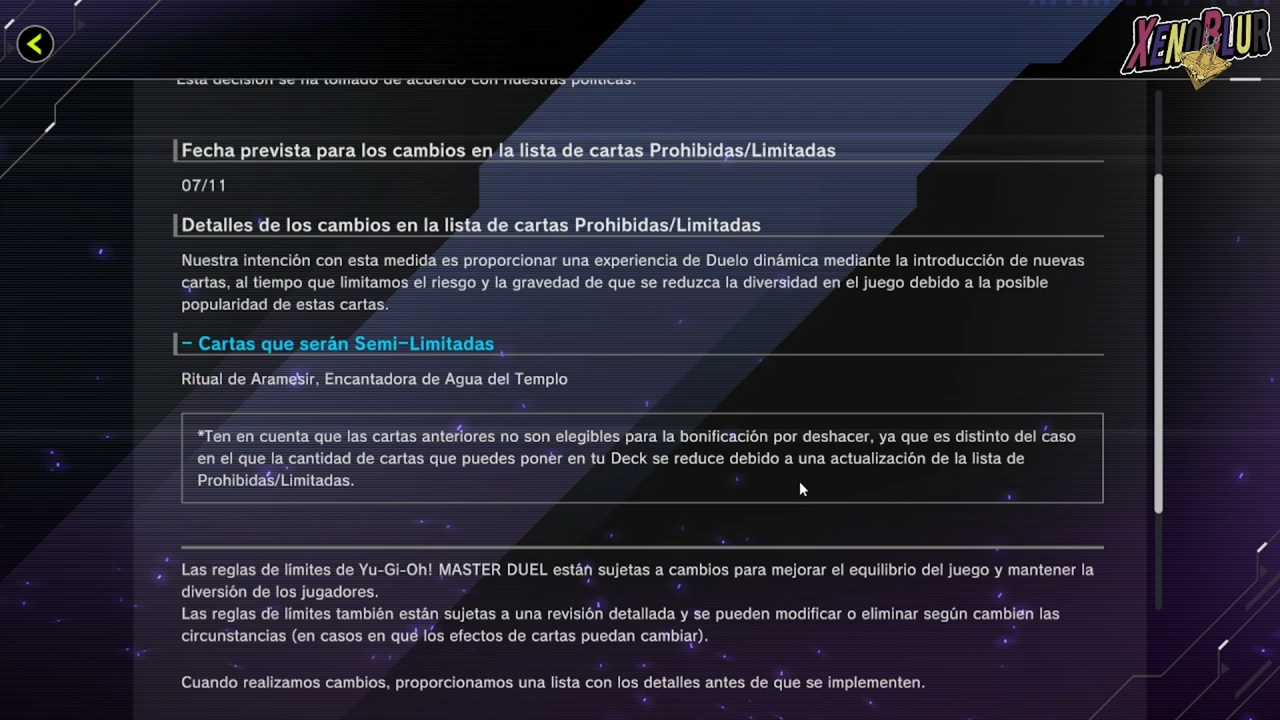 XENOBLUR
Esta decisión se ha tomado de acuerdo con nuestras políticas.
Fecha prevista para los cambios en la lista de cartas Prohibidas/Limitadas
07/11
Detalles de los cambios en la lista de cartas Prohibidas/Limitadas
Nuestra intención con esta medida es proporcionar una experiencia de Duelo dinámica mediante la introducción de nuevas
cartas, al tiempo que limitamos el riesgo y la gravedad de que se reduzca la diversidad en el juego debido a la posible
popularidad de estas cartas.
- Cartas que serán Semi-Limitadas
Ritual de Aramesir, Encantadora de Agua del Templo
*Ten en cuenta que las cartas anteriores no son elegibles para la bonificación por deshacer, ya que es distinto del caso
en el que la cantidad de cartas que puedes poner en tu Deck se reduce debido a una actualización de la lista de
Prohibidas/Limitadas.
Las reglas de límites de Yu-Gi-Oh! MASTER DUEL están sujetas a cambios para mejorar el equilibrio del juego y mantener la
diversión de los jugadores.
Las reglas de límites también están sujetas a una revisión detallada y se pueden modificar o eliminar según cambien las
circunstancias (en casos en que los efectos de cartas puedan cambiar).
Cuando realizamos cambios, proporcionamos una lista con los detalles antes de que se implementen.